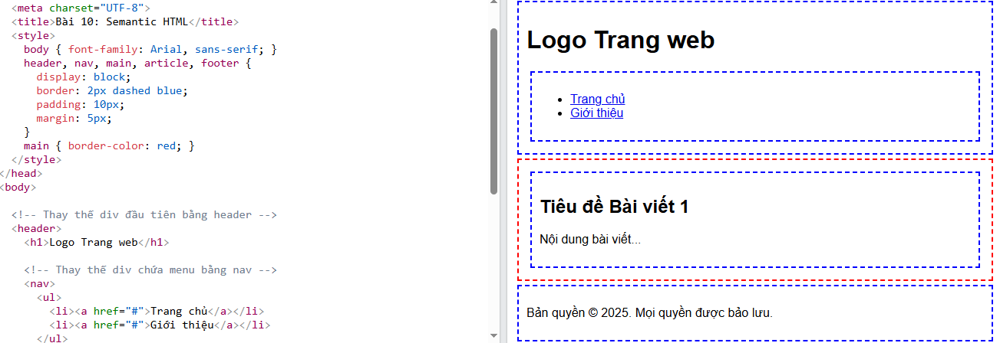 <meta charset="UTF-8">
<title>Bài 10: Semantic HTML</title>
<style>
body { font-family: Arial, sans-serif; }
header, nav, main, article, footer {
display: block;
border: 2px dashed blue;
padding: 10px;
margin: 5px;
}
main { border-color: red; }
</style>
</head>
<body>
<!-- Thay thế div đầu tiên bằng header -->
<header>
<h1>Logo Trang web</h1>
<!-- Thay thế div chứa menu bằng nav -->
<nav>
<ul>
<li><a href="#">Trang chủ</a></li>
<li><a href="#">Giới thiệu</a></li>
</ul>
Logo Trang web
Trang chủ
Giới thiệu
Tiêu đề Bài viết 1
Nội dung bài viết...
Bản quyền © 2025. Mọi quyền được bảo lưu.